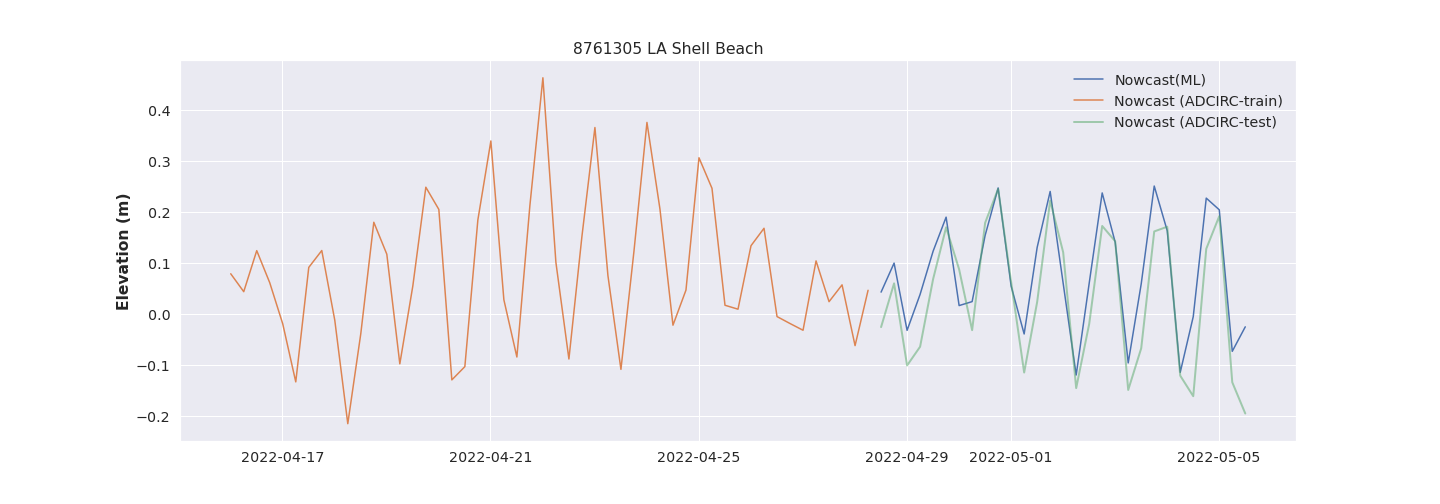 8761305 LA Shell Beach
Nowcast(ML)
Nowcast (ADCIRC-train)
Nowcast (ADCIRC-test)
Elevation (m)
0.4
0.3
0.2
0.1
0.0
−0.1
−0.2
2022-04-17 2022-04-21 2022-04-25 2022-04-29 2022-05-01 2022-05-05